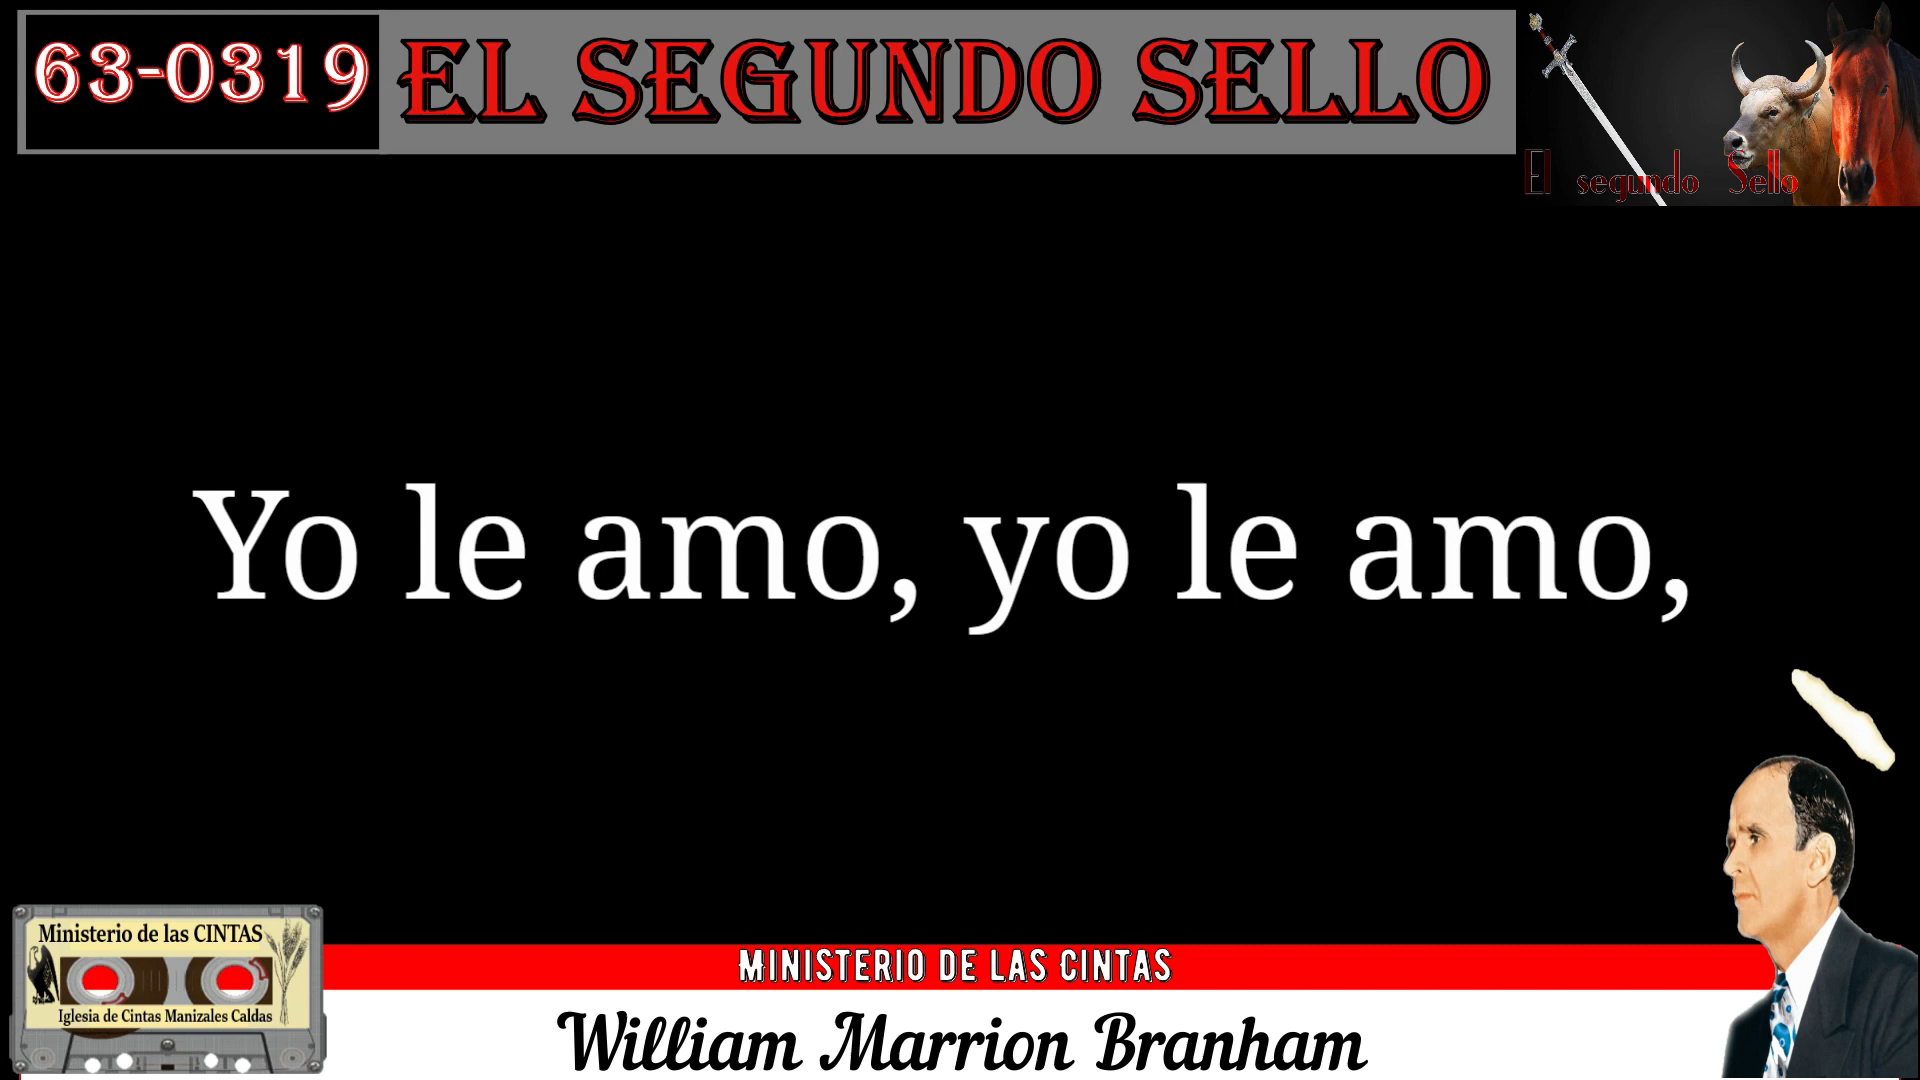 63-0319 EL SEGUNDO SELLO
El segundo Sello
Yo le amo, yo le amo,
Ministerio de las CINTAS
Iglesia de Cintas Manizales Caldas
MINISTERIO DE LAS CINTAS
William Marrion Branham